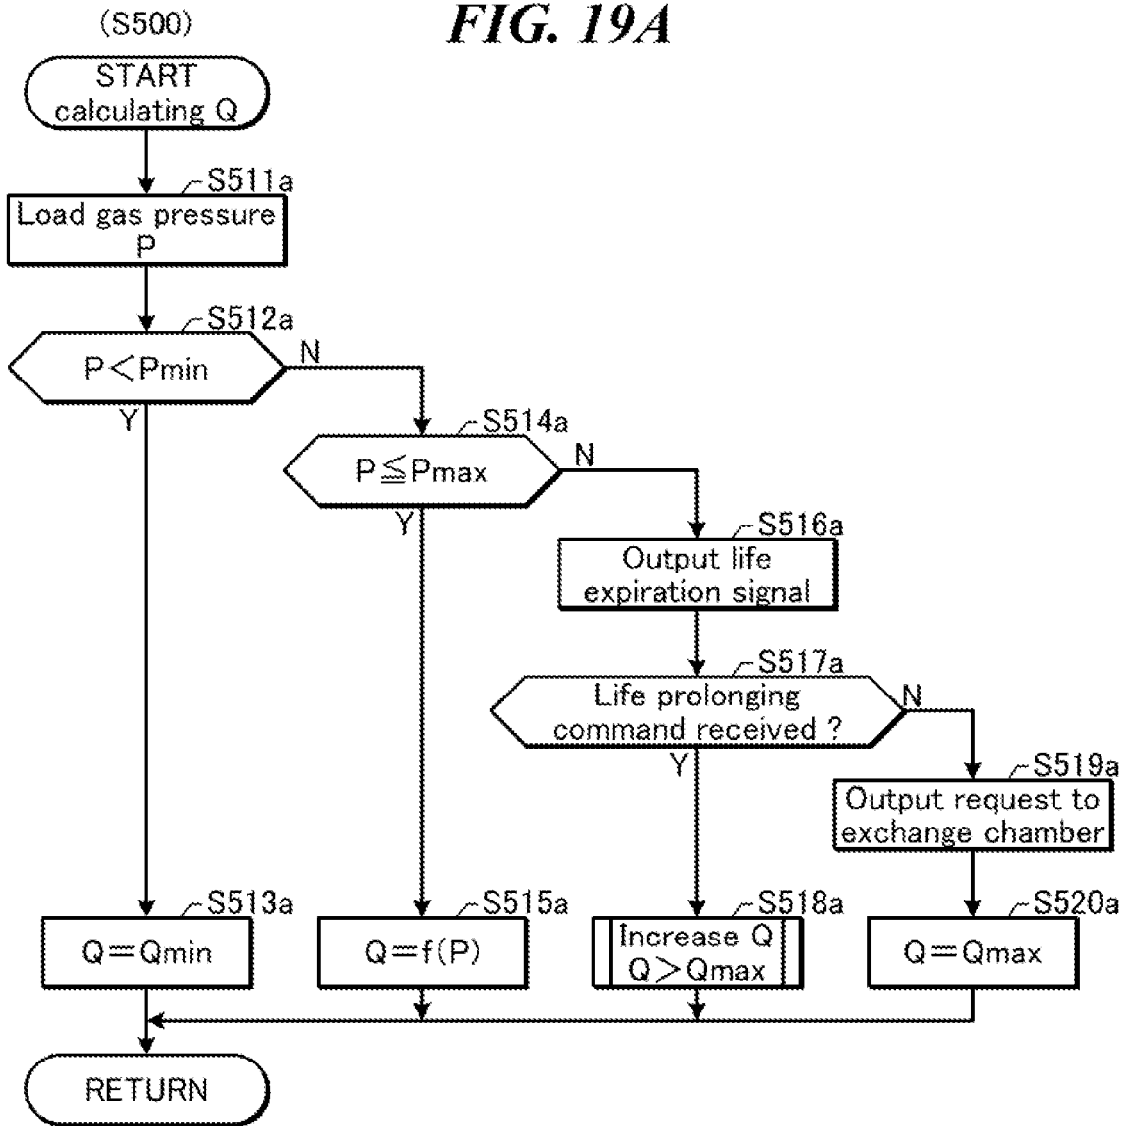 (S500)
FIG. 19A
START
calculating Q
S511a
Load gas pressure
P
S512a
P<Pmin
N
Y
S514a
P≦Pmax
N
Y
S516a
Output life
expiration signal
S517a
Life prolonging
command received ?
N
Y
S519a
Output request to
exchange chamber
S513a
Q=Qmin
S515a
Q=f(P)
S518a
Increase Q
Q>Qmax
S520a
Q=Qmax
RETURN